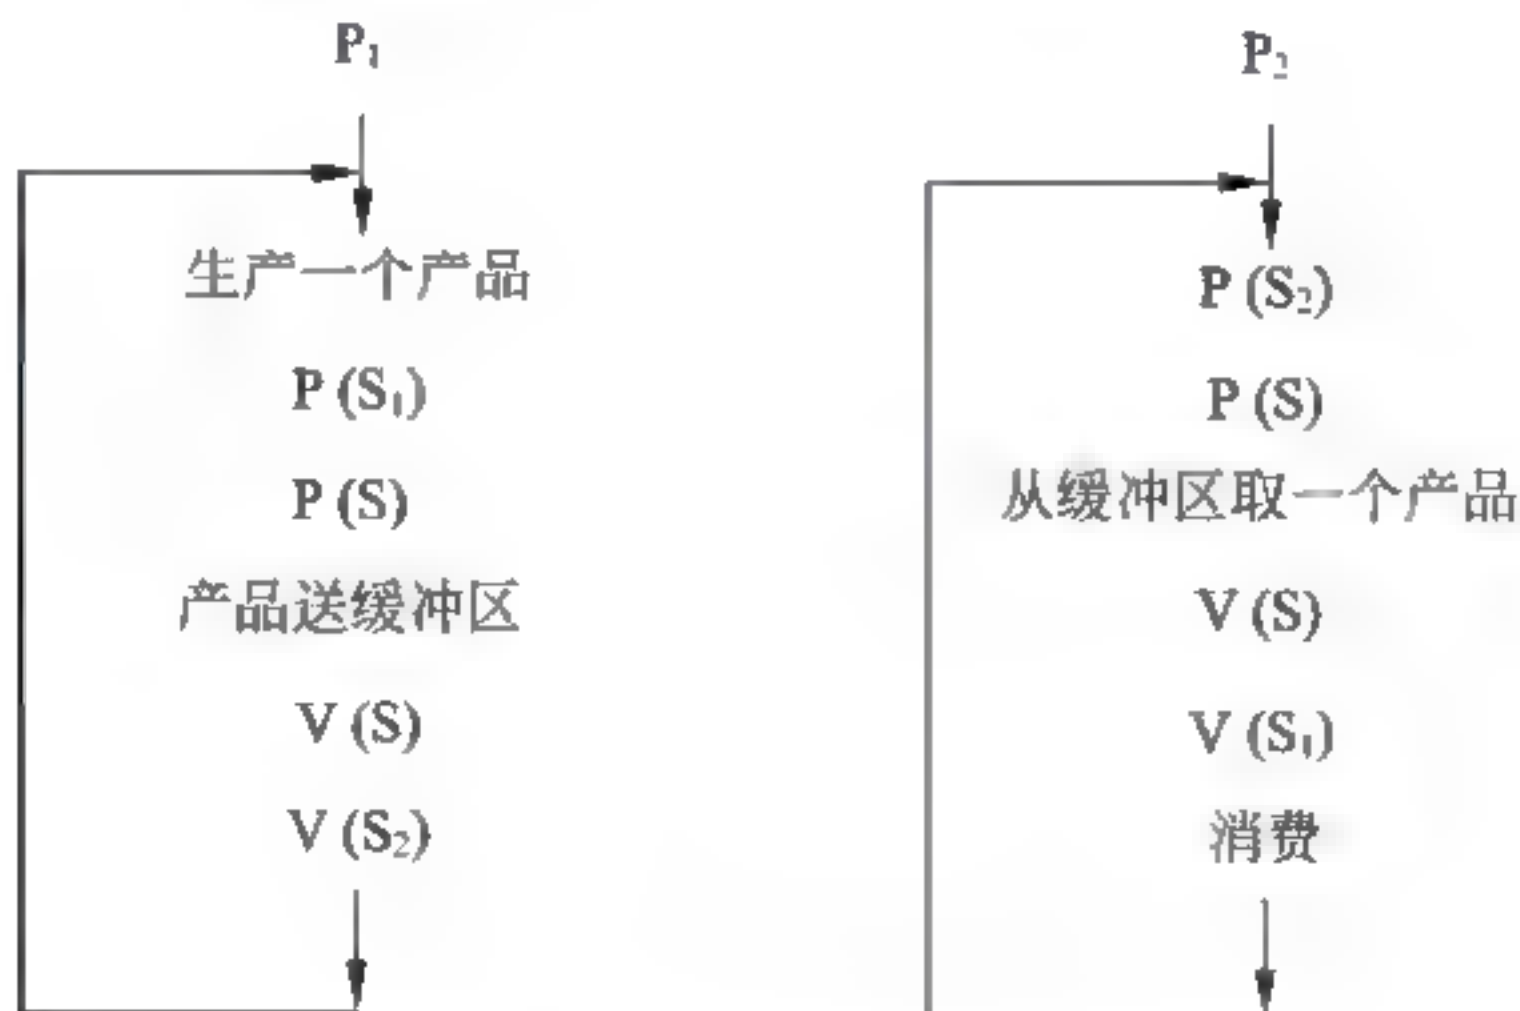 P₁
生产一个产品
P (S₁)
P (S)
产品送缓冲区
V (S)
V (S₂)
P₂
P (S₂)
P (S)
从缓冲区取一个产品
V (S)
V (S₁)
消费